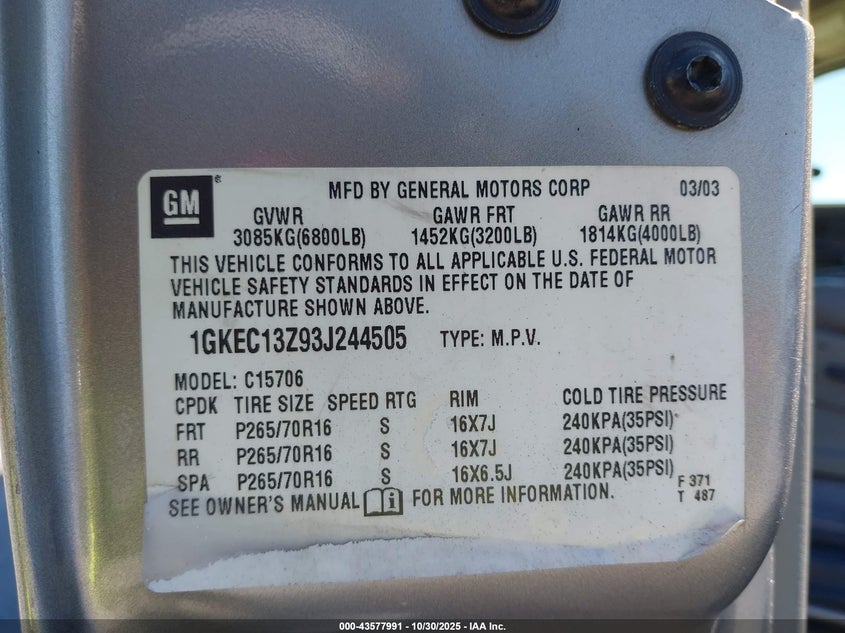 GM®
MFD BY GENERAL MOTORS CORP 03/03
GVWR GAWR FRT GAWR RR
3085KG(6800LB) 1452KG(3200LB) 1814KG(4000LB)
THIS VEHICLE CONFORMS TO ALL APPLICABLE U.S. FEDERAL MOTOR
VEHICLE SAFETY STANDARDS IN EFFECT ON THE DATE OF
MANUFACTURE SHOWN ABOVE.
1GKEC13Z93J244505 TYPE: M.P.V.
MODEL: C15706
CPDK TIRE SIZE SPEED RTG RIM COLD TIRE PRESSURE
FRT P265/70R16 S 16X7J 240KPA(35PSI)
RR P265/70R16 S 16X7J 240KPA(35PSI)
SPA P265/70R16 S 16X6.5J 240KPA(35PSI)
SEE OWNER'S MANUAL i FOR MORE INFORMATION.
F 371
T 487
000-43577991 - 10/30/2025 - IAA Inc.